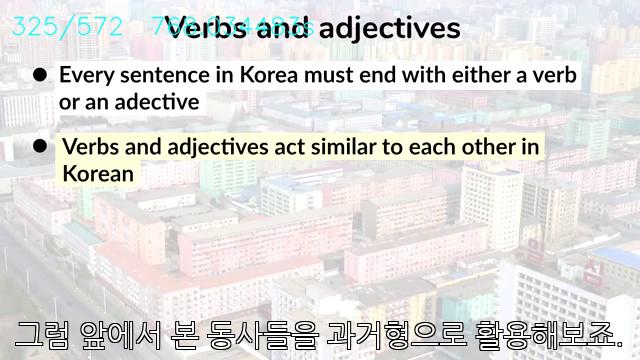 Verbs and adjectives
Every sentence in Korea must end with either a verb
or an adective
Verbs and adjectives act similar to each other in
Korean
그럼 앞에서 본 동사들을 과거형으로 활용해보죠.
325/572